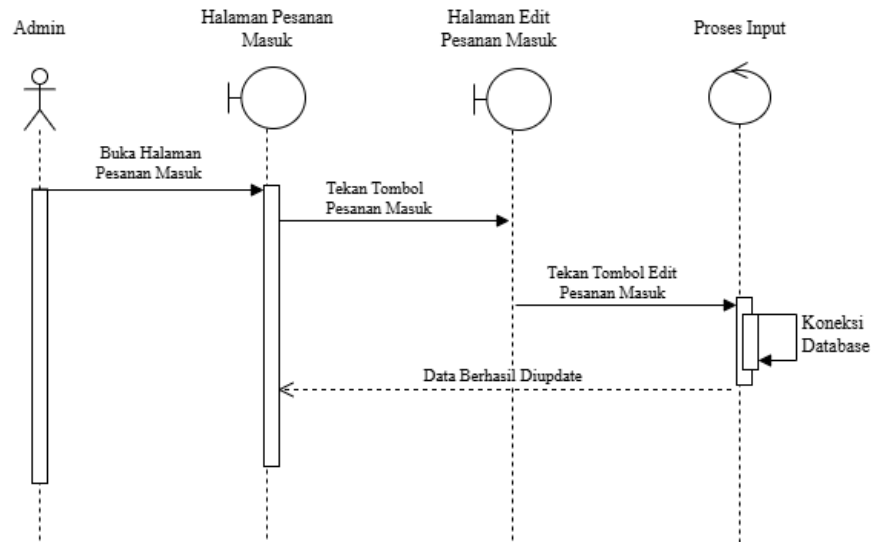 Admin
Halaman Pesanan
Masuk
Halaman Edit
Pesanan Masuk
Proses Input
Buka Halaman
Pesanan Masuk
Tekan Tombol
Pesanan Masuk
Tekan Tombol Edit
Pesanan Masuk
Koneksi
Database
Data Berhasil Diupdate